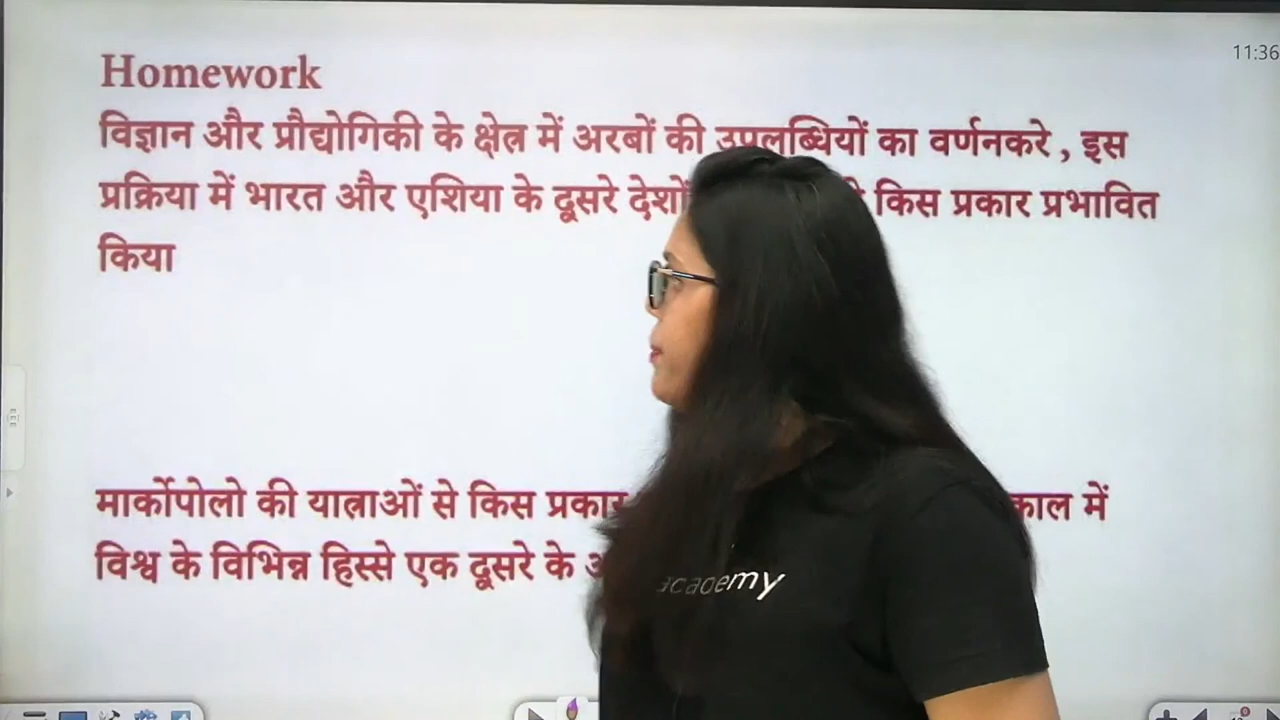 Homework
11:36
विज्ञान और प्रौद्योगिकी के क्षेत्र में अरबों की उपलब्धियों का वर्णनकरे , इस
प्रक्रिया में भारत और एशिया के दूसरे देशों किस प्रकार प्रभावित
किया
मार्कोपोलो की यात्राओं से किस प्रकार काल में
विश्व के विभिन्न हिस्से एक दूसरे के
academy